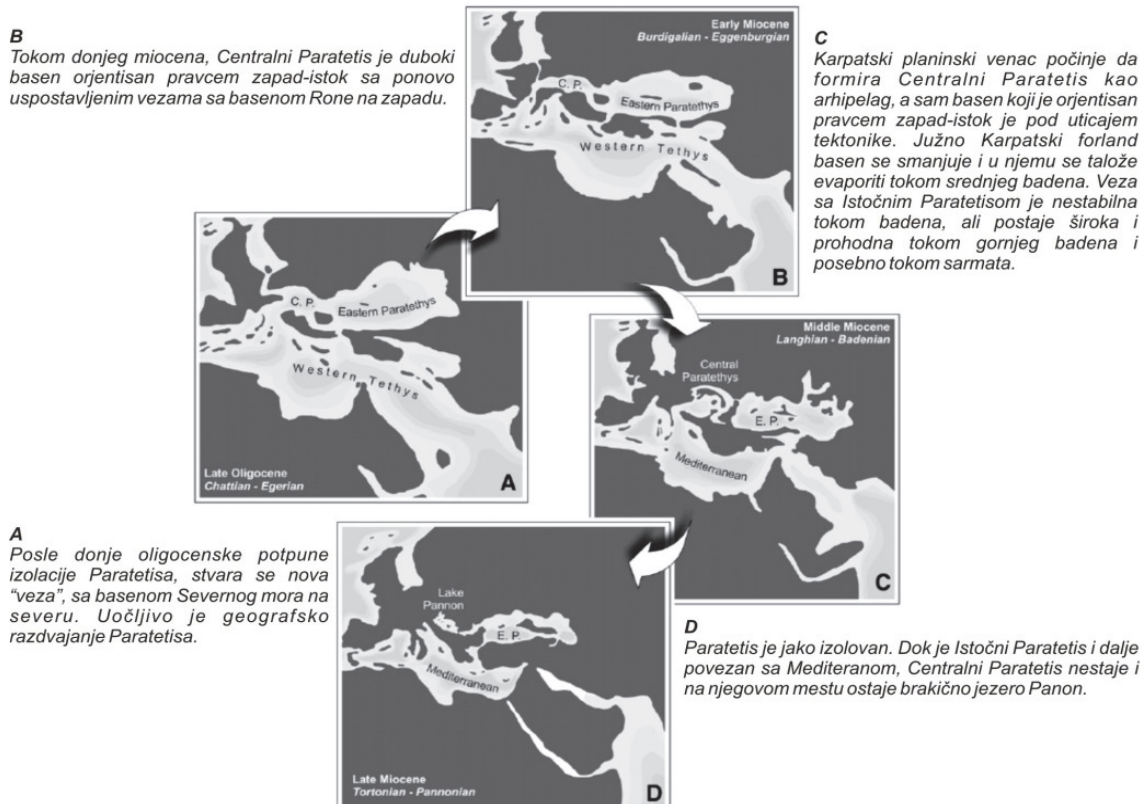 B
Tokom donjeg miocena, Centralni Paratetis je duboki
basen orjentisan pravcem zapad-istok sa ponovo
uspostavljenim vezama sa basenom Rone na zapadu.
Early Miocene
Burdigalian - Eggenburgian
C. P.
Eastern Paratethys
Western Tethys
B
C
Karpatski planinski venac počinje da
formira Centralni Paratetis kao
arhipelag, a sam basen koji je orjentisan
pravcem zapad-istok je pod uticajem
tektonike. Južno Karpatski forland
basen se smanjuje i u njemu se talože
evaporiti tokom srednjeg badena. Veza
sa Istočnim Paratetisom je nestabilna
tokom badena, ali postaje široka i
prohodna tokom gornjeg badena i
posebno tokom sarmata.
C. P.
Eastern Paratethys
Western Tethys
Late Oligocene
Chattian - Egerian
A
Middle Miocene
Langhian - Badenian
Central
Paratethys
E. P.
Mediterranean
C
A
Posle donje oligocenske potpune
izolacije Paratetisa, stvara se nova
“veza”, sa basenom Severnog mora na
severu. Uočljivo je geografsko
razdvajanje Paratetisa.
Lake
Pannon
E. P.
Mediterranean
Late Miocene
Tortonian - Pannonian
D
D
Paratetis je jako izolovan. Dok je Istočni Paratetis i dalje
povezan sa Mediteranom, Centralni Paratetis nestaje i
na njegovom mestu ostaje brakično jezero Panon.